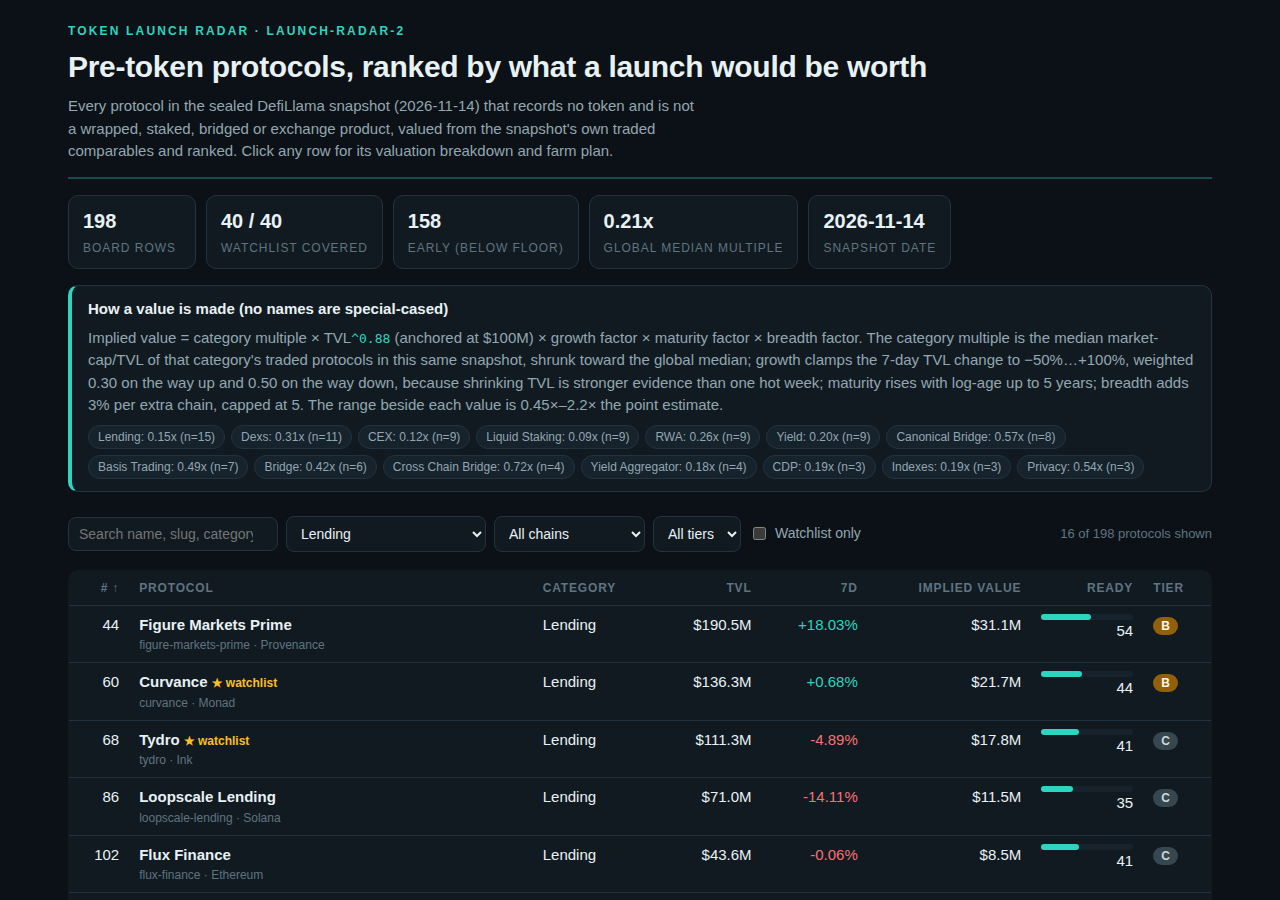 TOKEN LAUNCH RADAR · LAUNCH-RADAR-2
Pre-token protocols, ranked by what a launch would be worth
Every protocol in the sealed DefiLlama snapshot (2026-11-14) that records no token and is not
a wrapped, staked, bridged or exchange product, valued from the snapshot's own traded
comparables and ranked. Click any row for its valuation breakdown and farm plan.
198
BOARD ROWS
40 / 40
WATCHLIST COVERED
158
EARLY (BELOW FLOOR)
0.21x
GLOBAL MEDIAN MULTIPLE
2026-11-14
SNAPSHOT DATE
How a value is made (no names are special-cased)
Implied value = category multiple × TVL^0.88 (anchored at $100M) × growth factor × maturity factor × breadth factor. The category multiple is the median market-
cap/TVL of that category's traded protocols in this same snapshot, shrunk toward the global median; growth clamps the 7-day TVL change to −50%…+100%, weighted
0.30 on the way up and 0.50 on the way down, because shrinking TVL is stronger evidence than one hot week; maturity rises with log-age up to 5 years; breadth adds
3% per extra chain, capped at 5. The range beside each value is 0.45×–2.2× the point estimate.
Lending: 0.15x (n=15) Dexs: 0.31x (n=11) CEX: 0.12x (n=9) Liquid Staking: 0.09x (n=9) RWA: 0.26x (n=9) Yield: 0.20x (n=9) Canonical Bridge: 0.57x (n=8)
Basis Trading: 0.49x (n=7) Bridge: 0.42x (n=6) Cross Chain Bridge: 0.72x (n=4) Yield Aggregator: 0.18x (n=4) CDP: 0.19x (n=3) Indexes: 0.19x (n=3) Privacy: 0.54x (n=3)
Search name, slug, category Lending All chains All tiers Watchlist only 16 of 198 protocols shown
# ↑ PROTOCOL CATEGORY TVL 7D IMPLIED VALUE READY TIER
44 Figure Markets Prime Lending $190.5M +18.03% $31.1M 54 B
figure-markets-prime · Provenance
60 Curvance ★ watchlist Lending $136.3M +0.68% $21.7M 44 B
curvance · Monad
68 Tydro ★ watchlist Lending $111.3M -4.89% $17.8M 41 C
tydro · Ink
86 Loopscale Lending Lending $71.0M -14.11% $11.5M 35 C
loopscale-lending · Solana
102 Flux Finance Lending $43.6M -0.06% $8.5M 41 C
flux-finance · Ethereum